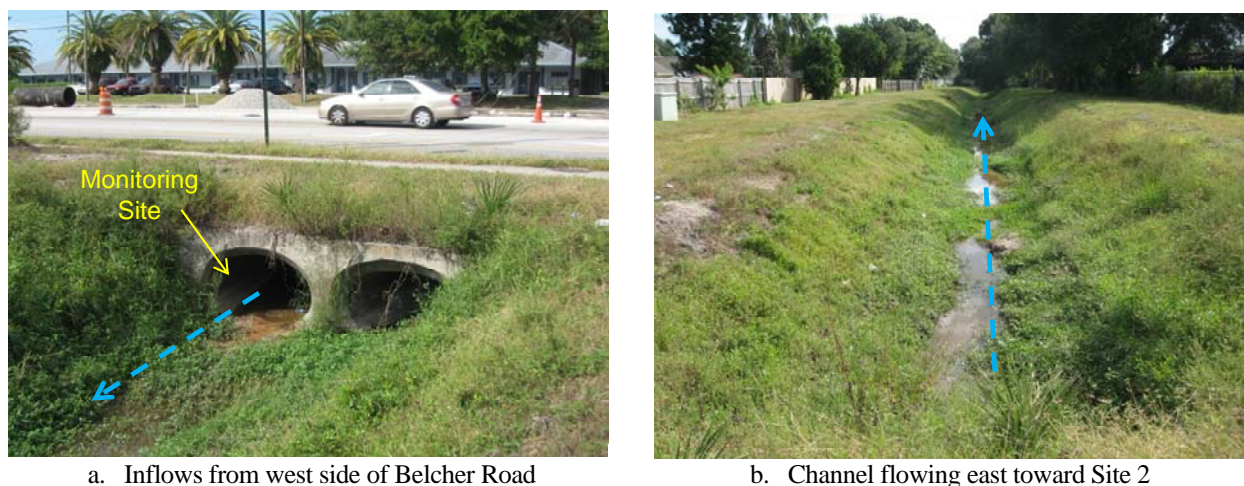 Monitoring
Site
a. Inflows from west side of Belcher Road
b. Channel flowing east toward Site 2